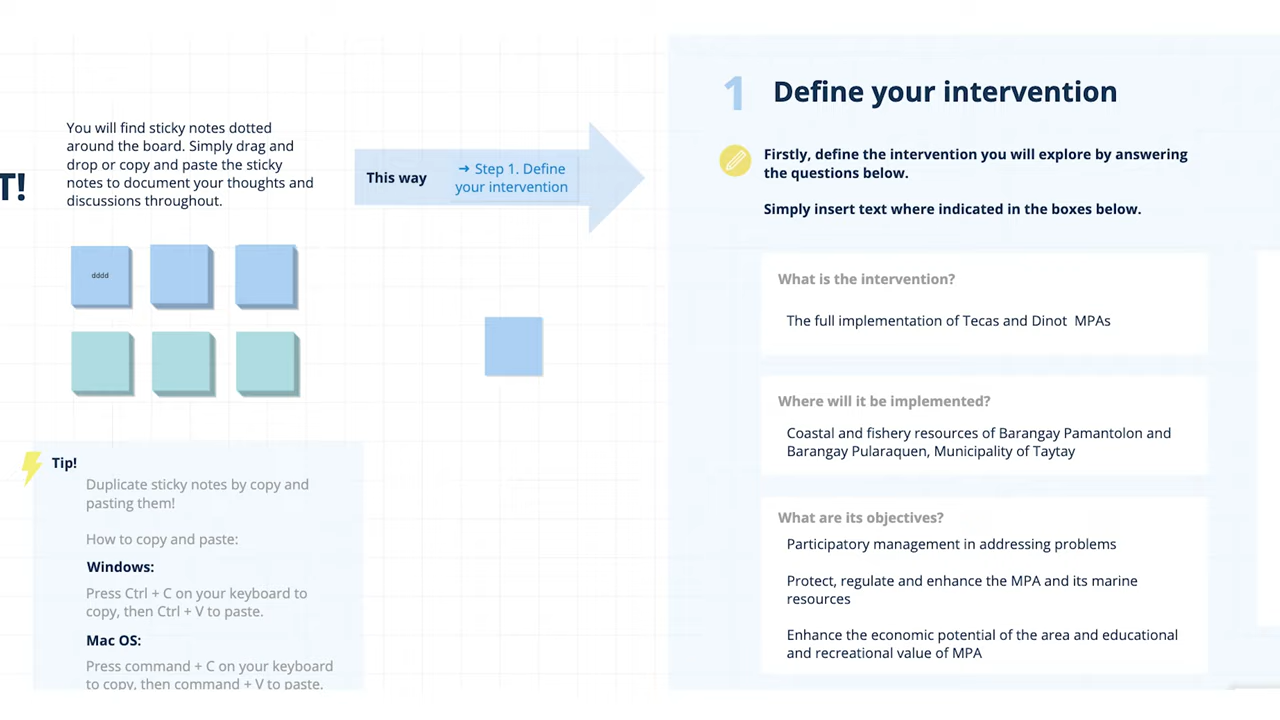 T!
You will find sticky notes dotted
around the board. Simply drag and
drop or copy and paste the sticky
notes to document your thoughts and
discussions throughout.
dddd
This way
➜ Step 1. Define
your intervention
Tip!
Duplicate sticky notes by copy and
pasting them!
How to copy and paste:
Windows:
Press Ctrl + C on your keyboard to
copy, then Ctrl + V to paste.
Mac OS:
Press command + C on your keyboard
to copy, then command + V to paste.
1 Define your intervention
Firstly, define the intervention you will explore by answering
the questions below.
Simply insert text where indicated in the boxes below.
What is the intervention?
The full implementation of Tecas and Dinot  MPAs
Where will it be implemented?
Coastal and fishery resources of Barangay Pamantolon and
Barangay Pularaquen, Municipality of Taytay
What are its objectives?
Participatory management in addressing problems
Protect, regulate and enhance the MPA and its marine
resources
Enhance the economic potential of the area and educational
and recreational value of MPA